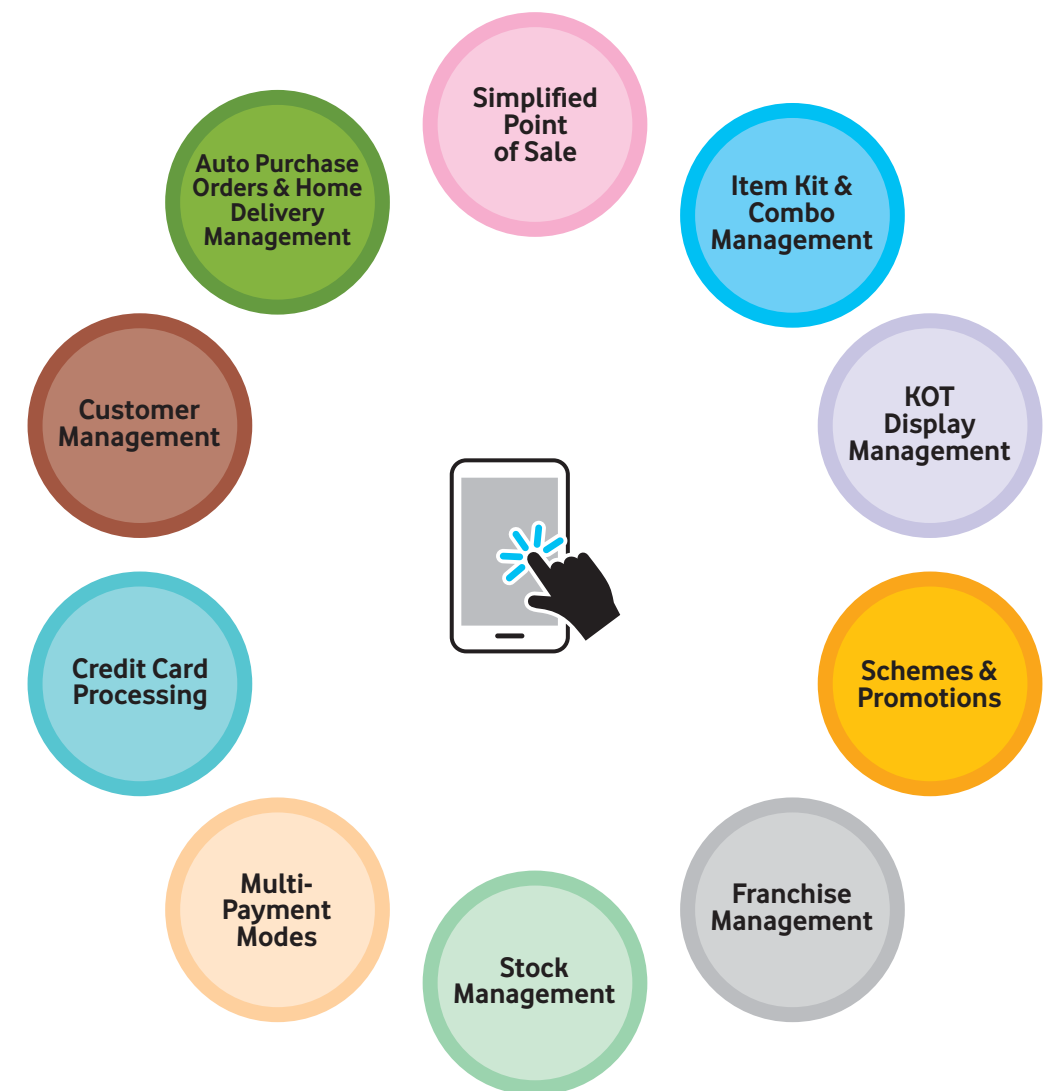 Simplified
Point
of Sale
Item Kit &
Combo
Management
KOT
Display
Management
Schemes &
Promotions
Franchise
Management
Stock
Management
Multi-
Payment
Modes
Credit Card
Processing
Customer
Management
Auto Purchase
Orders & Home
Delivery
Management